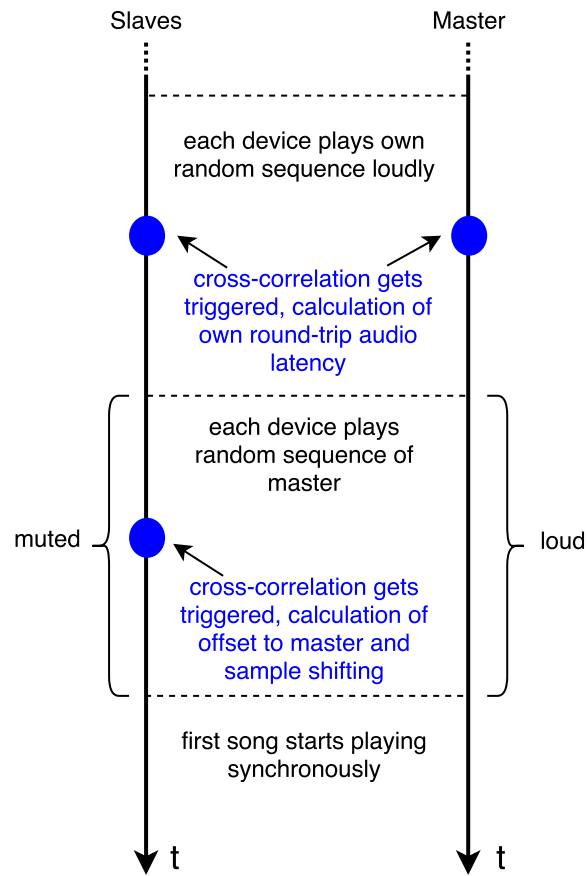 Slaves
Master
each device plays own
random sequence loudly
cross-correlation gets
triggered, calculation of
own round-trip audio
latency
each device plays
random sequence of
master
muted
loud
cross-correlation gets
triggered, calculation of
offset to master and
sample shifting
first song starts playing
synchronously
t
t